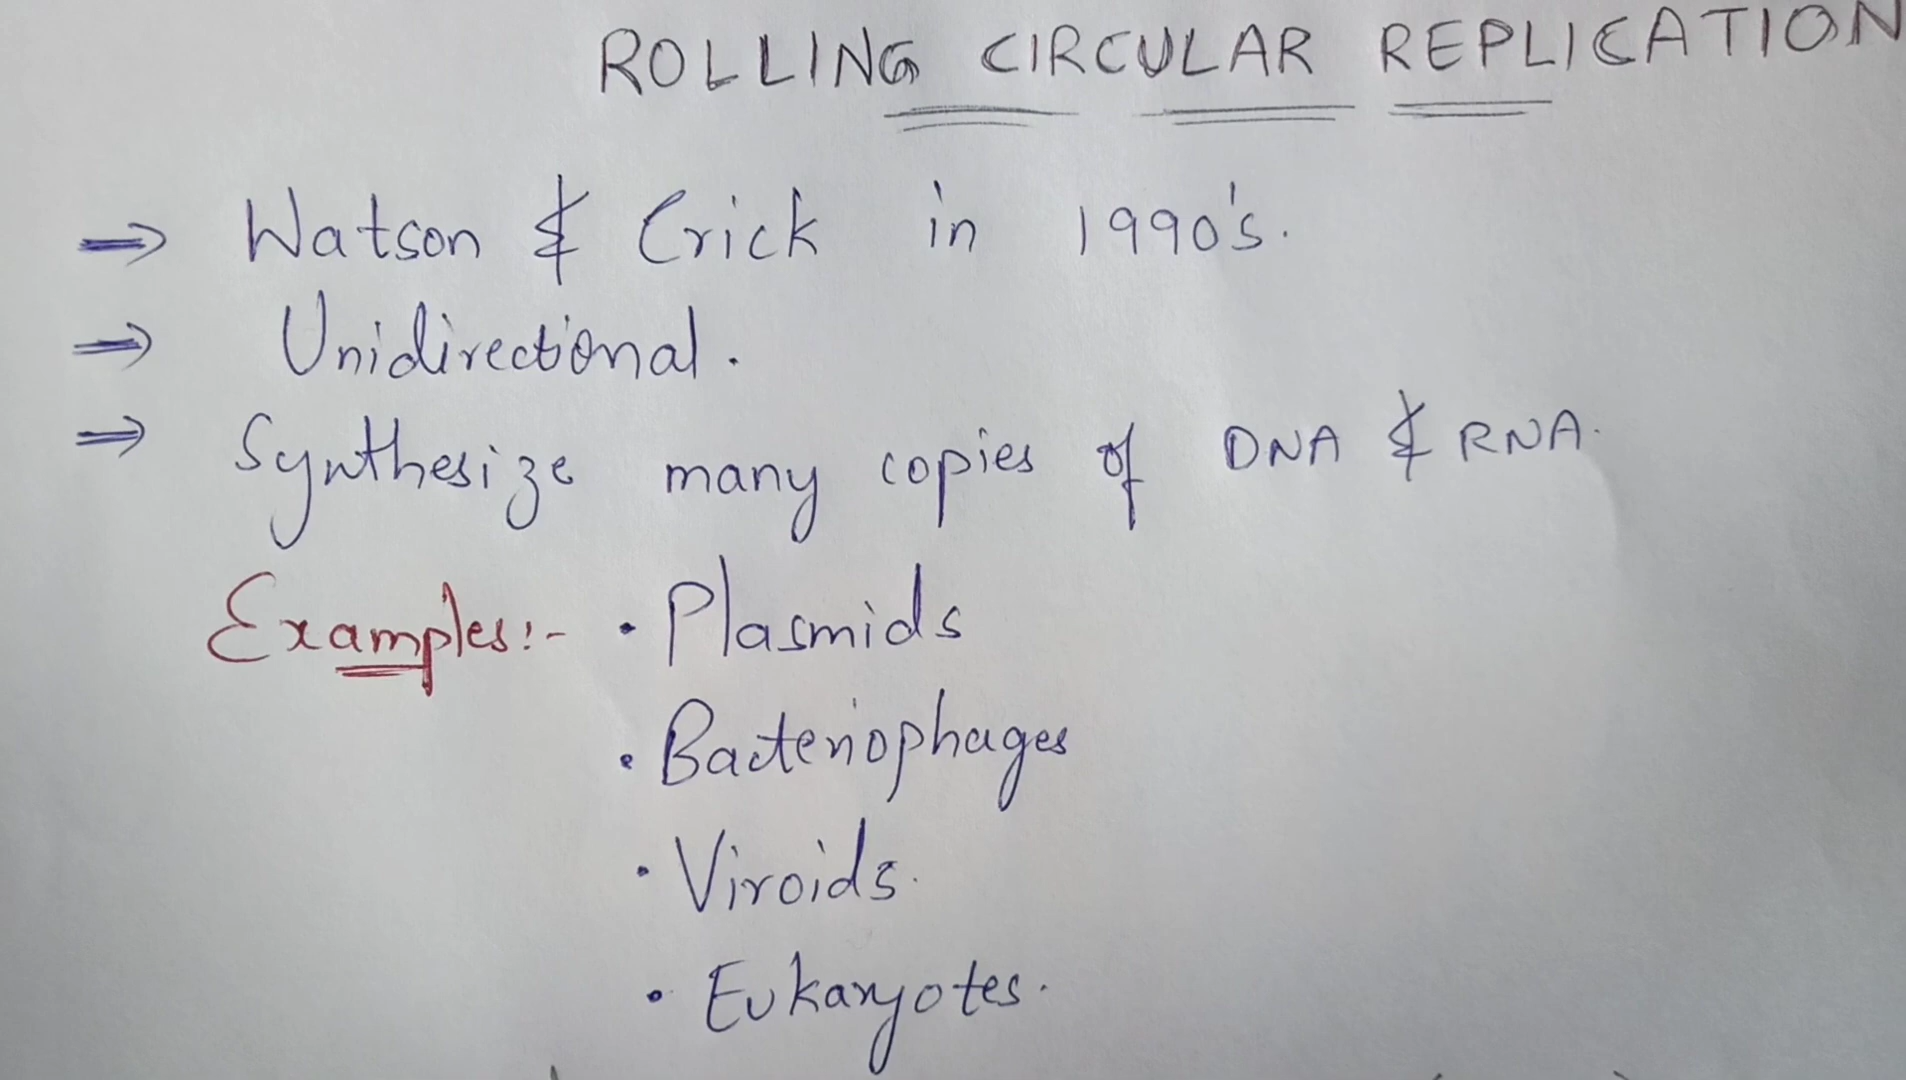 ROLLING CIRCULAR REPLICATION
⇒ Watson & Crick in 1990's.
⇒ Unidirectional.
⇒ Synthesize many copies of DNA & RNA.
Examples:- • Plasmids
• Bacteriophages
• Viroids.
• Eukaryotes.